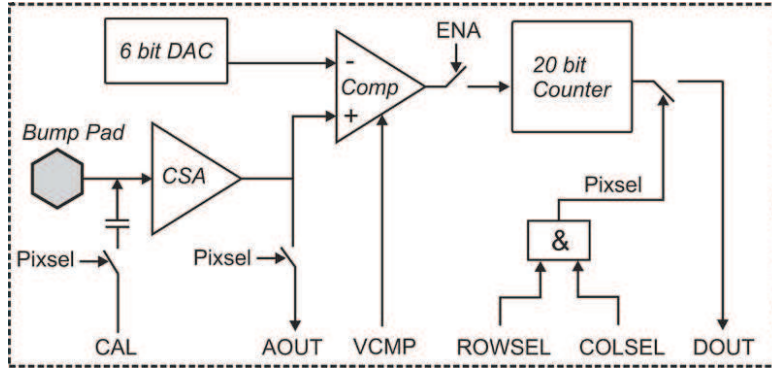 ENA
6 bit DAC
-
Comp
+
20 bit
Counter
Bump Pad
CSA
Pixsel
Pixsel
Pixsel
&
CAL
AOUT
VCMP
ROWSEL
COLSEL
DOUT